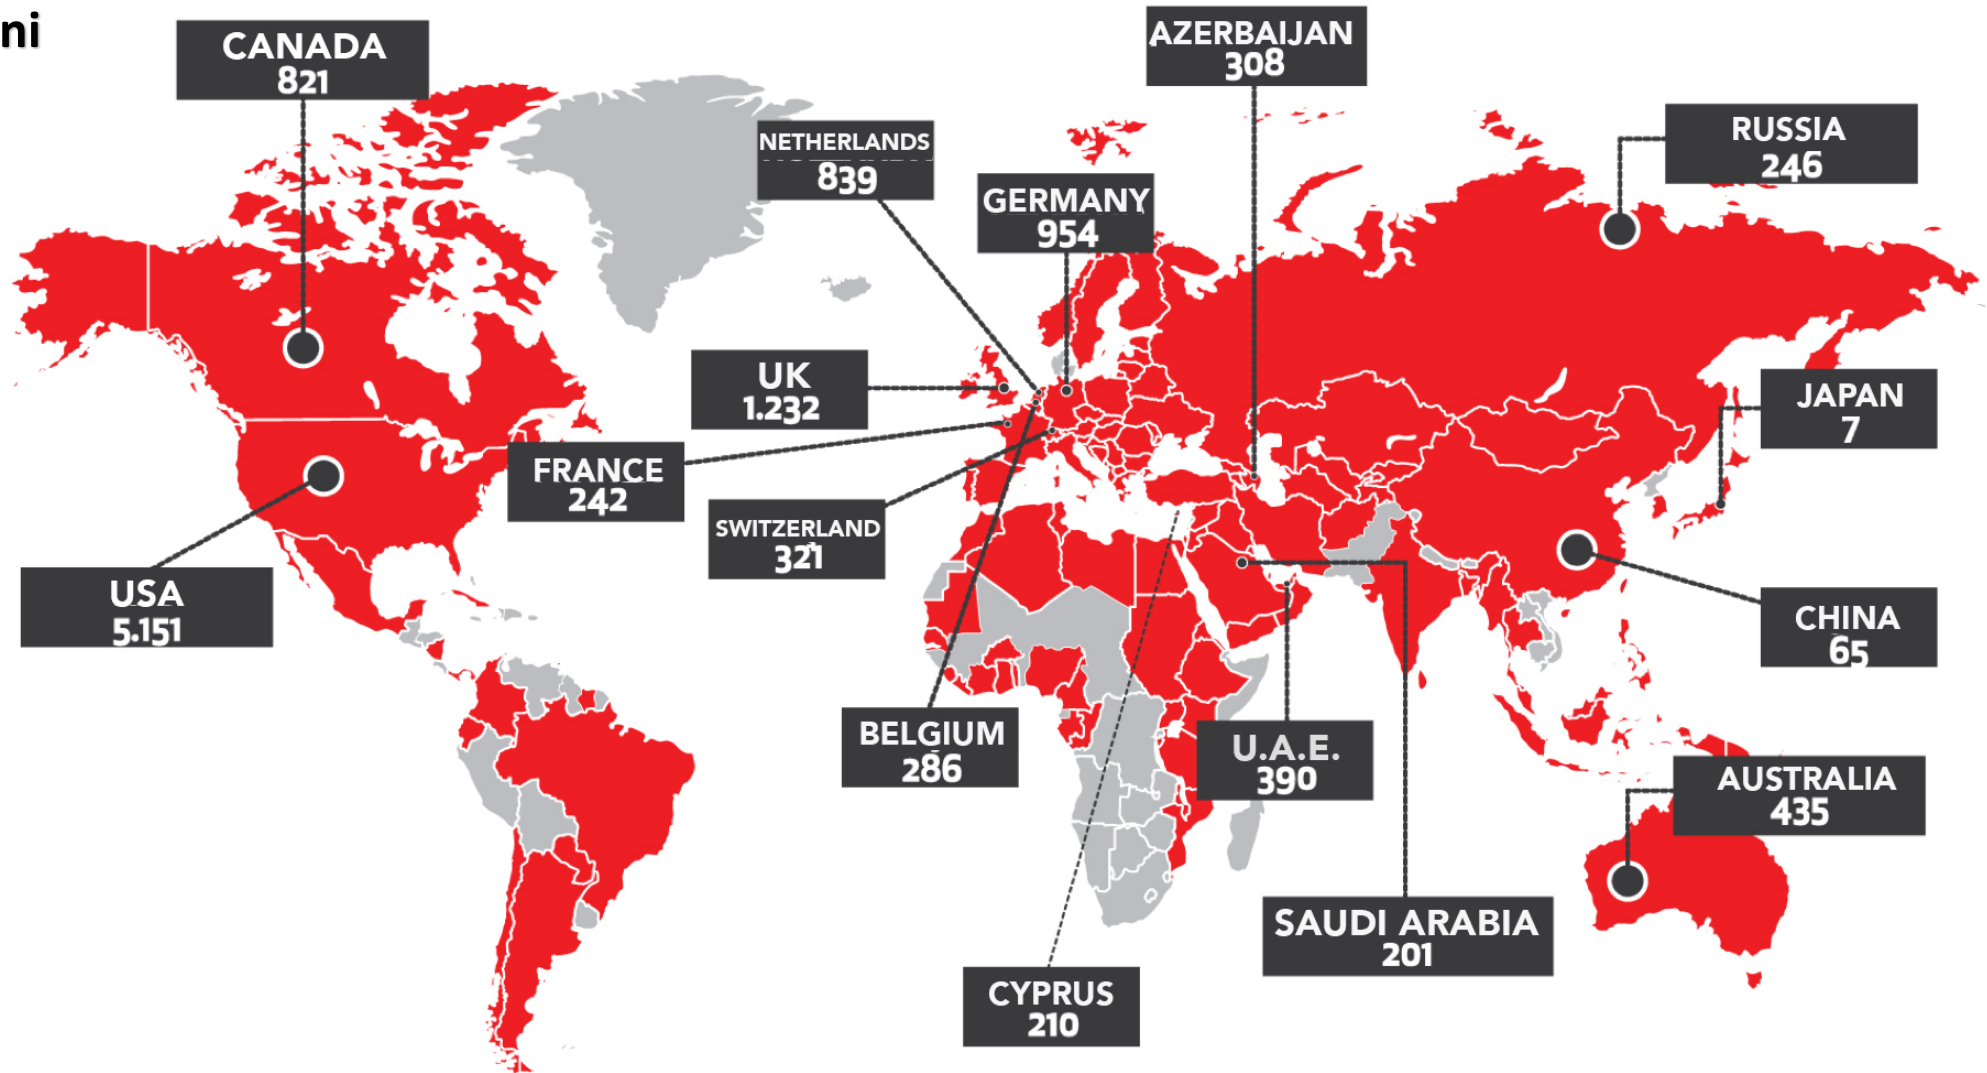 ni
CANADA
821
AZERBAIJAN
308
NETHERLANDS
839
RUSSIA
246
GERMANY
954
UK
1.232
JAPAN
7
FRANCE
242
SWITZERLAND
321
USA
5.151
CHINA
65
BELGIUM
286
U.A.E.
390
AUSTRALIA
435
SAUDI ARABIA
201
CYPRUS
210